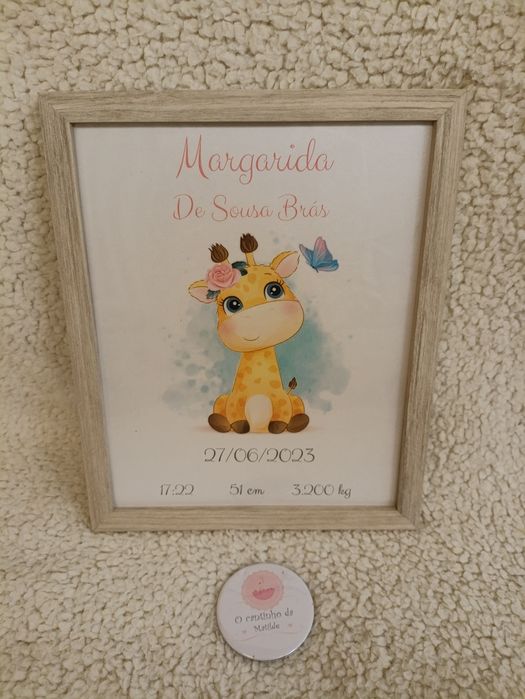 Margarida
De Sousa Brás
27/06/2023
17:22 51 cm 3.200 kg
O cantinho da
Matilde